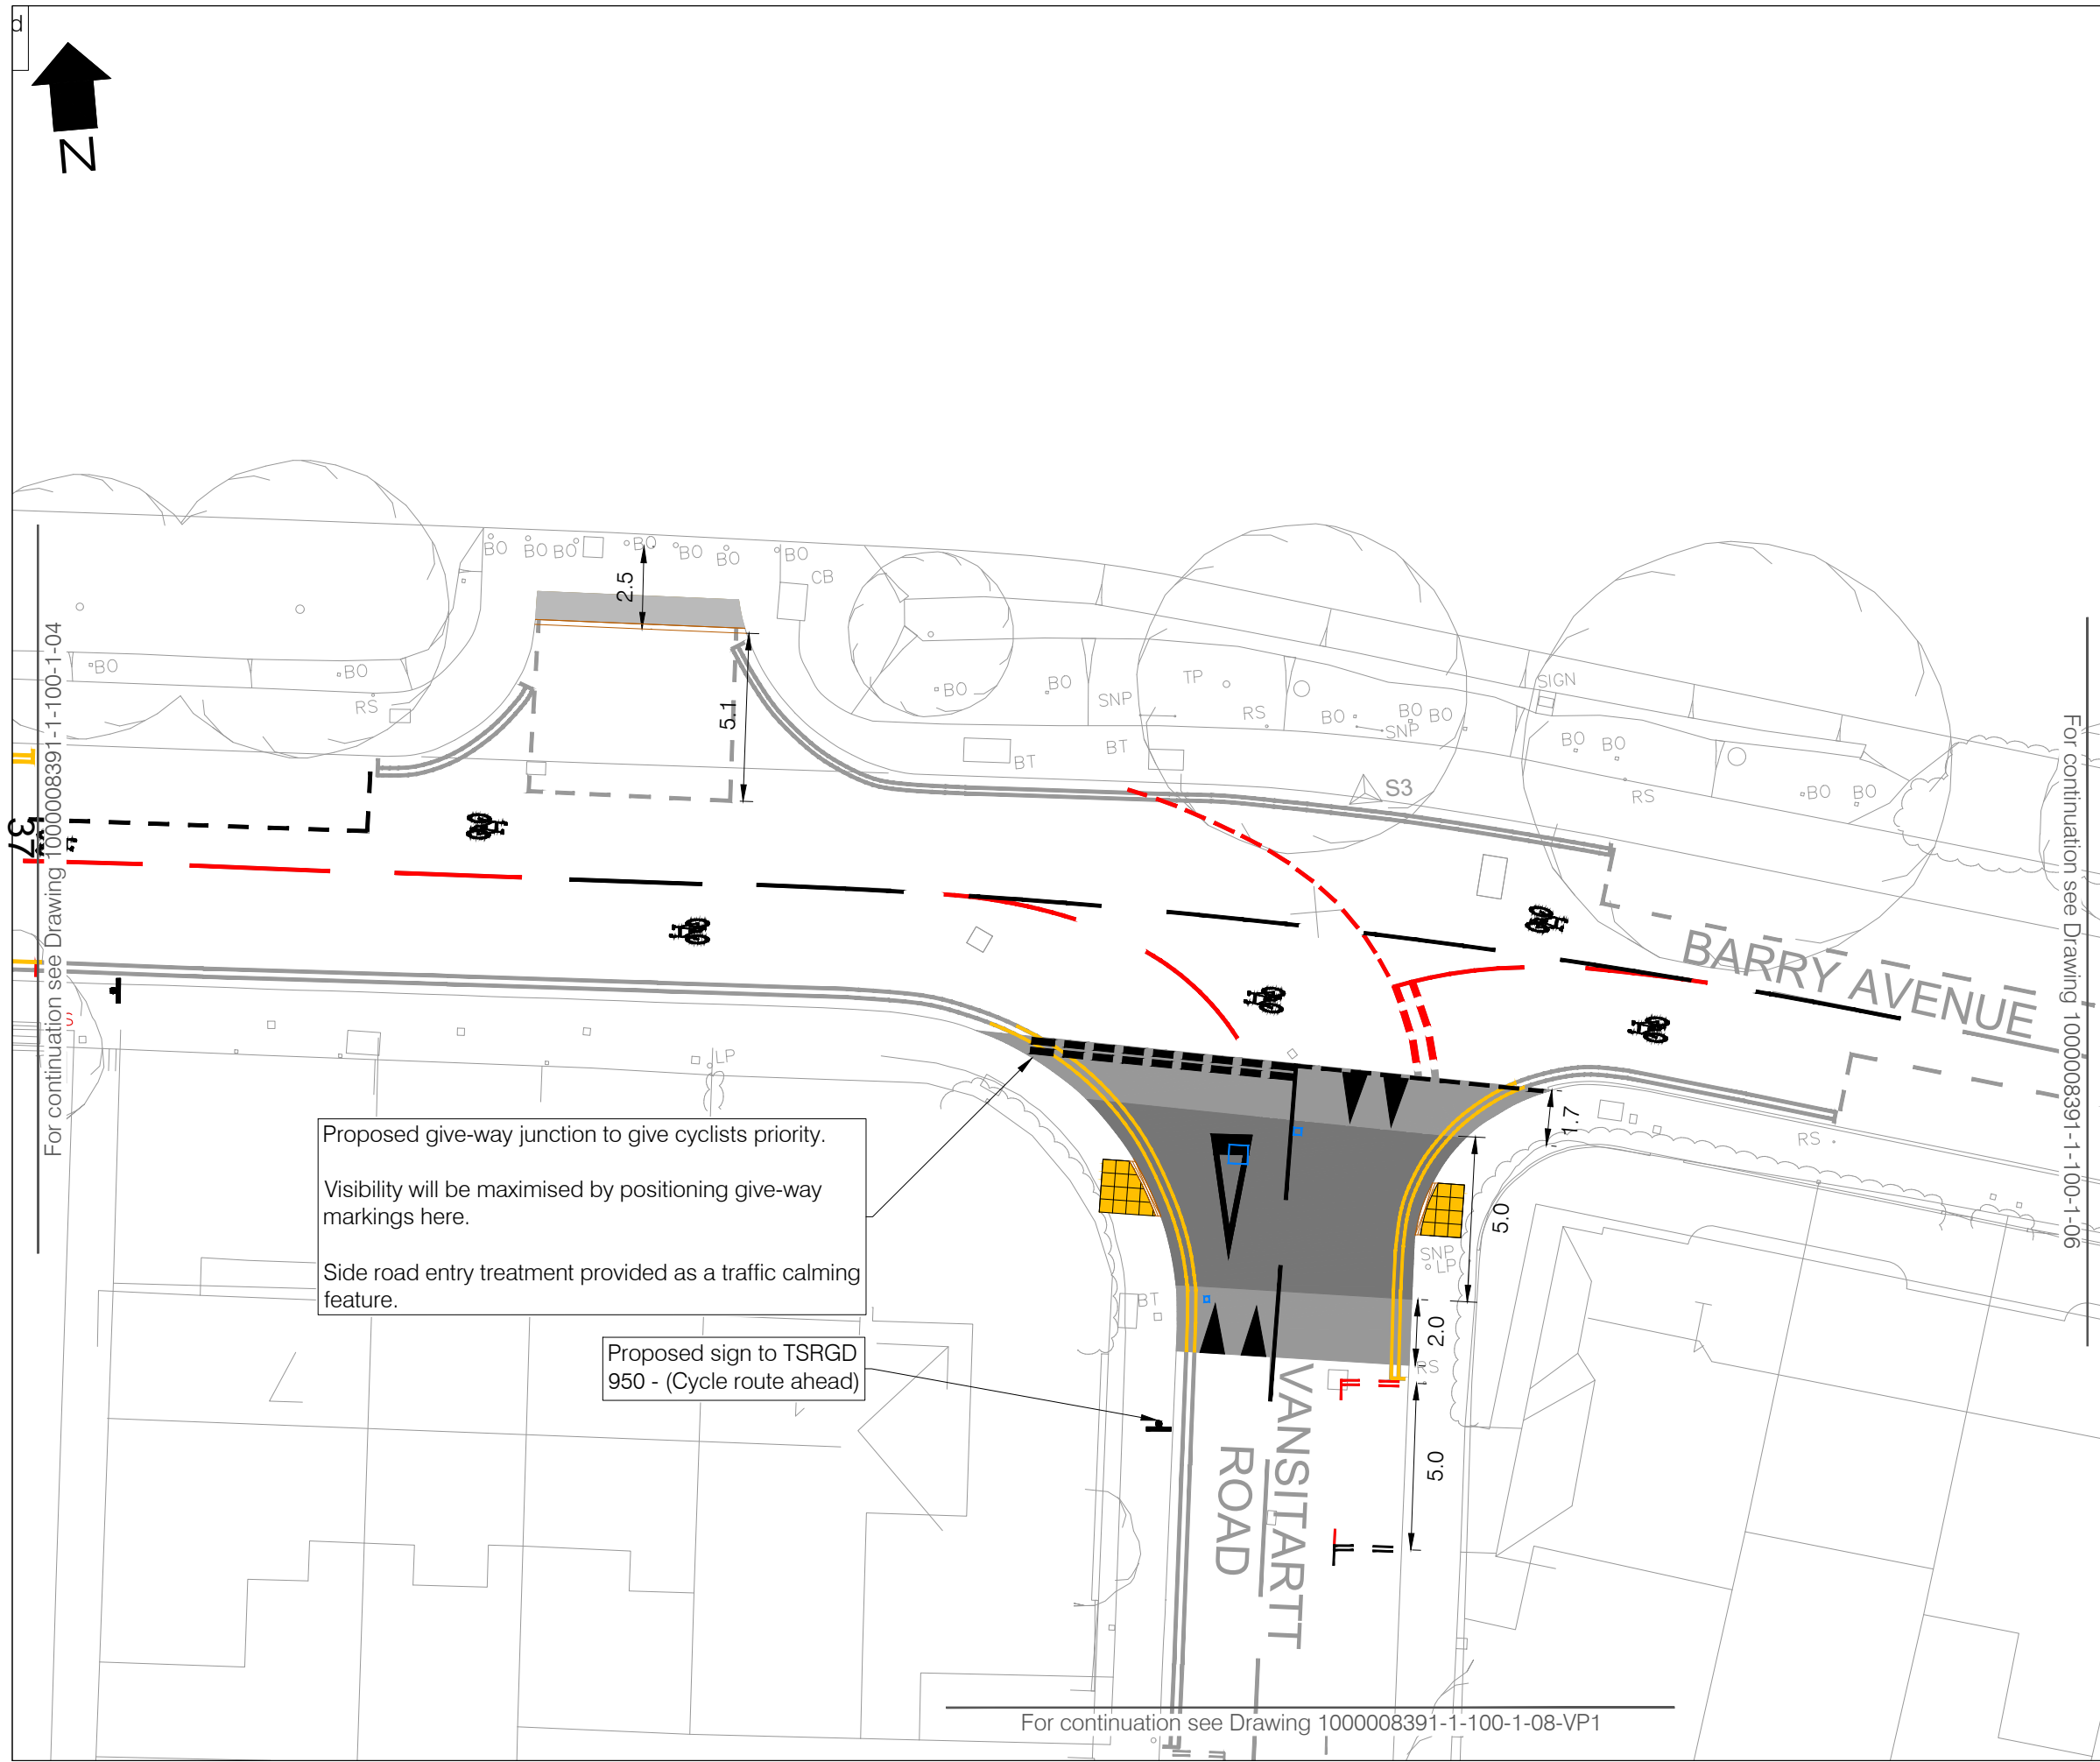 d
N
BO
BO
BO
BO
BO
BO
BO
CB
2.5
5.1
BO
BO
RS
BO
BO
SNP
TP
RS
BO
BO
BO
SNP
SIGN
BO
BO
RS
BO
BO
BT
BT
S3
37
BARRY AVENUE
For continuation see Drawing 1000008391-1-100-1-04
For continuation see Drawing 1000008391-1-100-1-06
S
LP
Proposed give-way junction to give cyclists priority.
Visibility will be maximised by positioning give-way
markings here.
Side road entry treatment provided as a traffic calming
feature.
Proposed sign to TSRGD
950 - (Cycle route ahead)
1.7
RS
5.0
SNP
LP
BT
2.0
RS
5.0
VANSITARTT
ROAD
For continuation see Drawing 1000008391-1-100-1-08-VP1